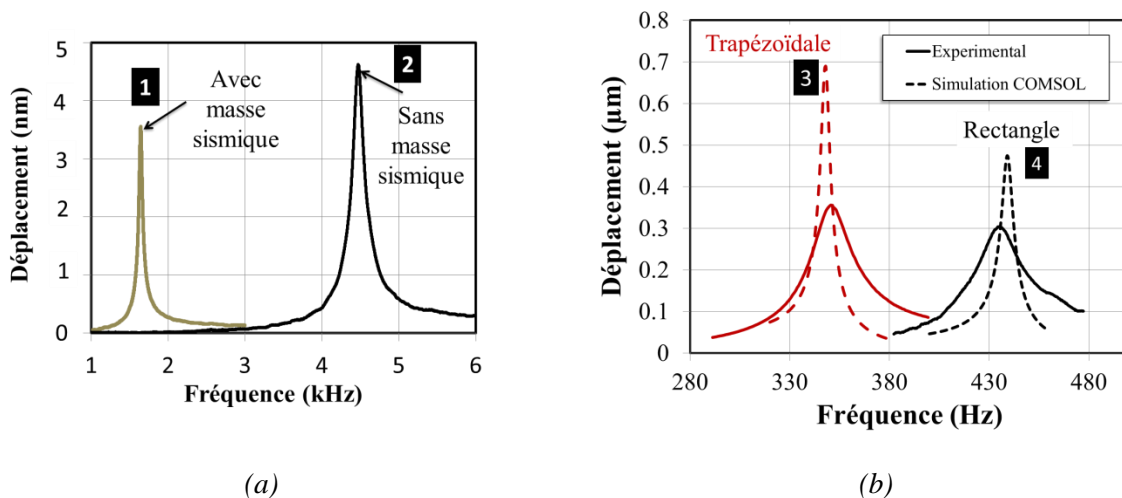 5
4
3
2
1
0
Déplacement (nm)
1
Avec
masse
sismique
2
Sans
masse
sismique
1 2 3 4 5 6
Fréquence (kHz)
(a)
0.8
0.7
0.6
0.5
0.4
0.3
0.2
0.1
0
Déplacement (µm)
Trapézoïdale
3
Experimental
Simulation COMSOL
Rectangle
4
280 330 380 430 480
Fréquence (Hz)
(b)